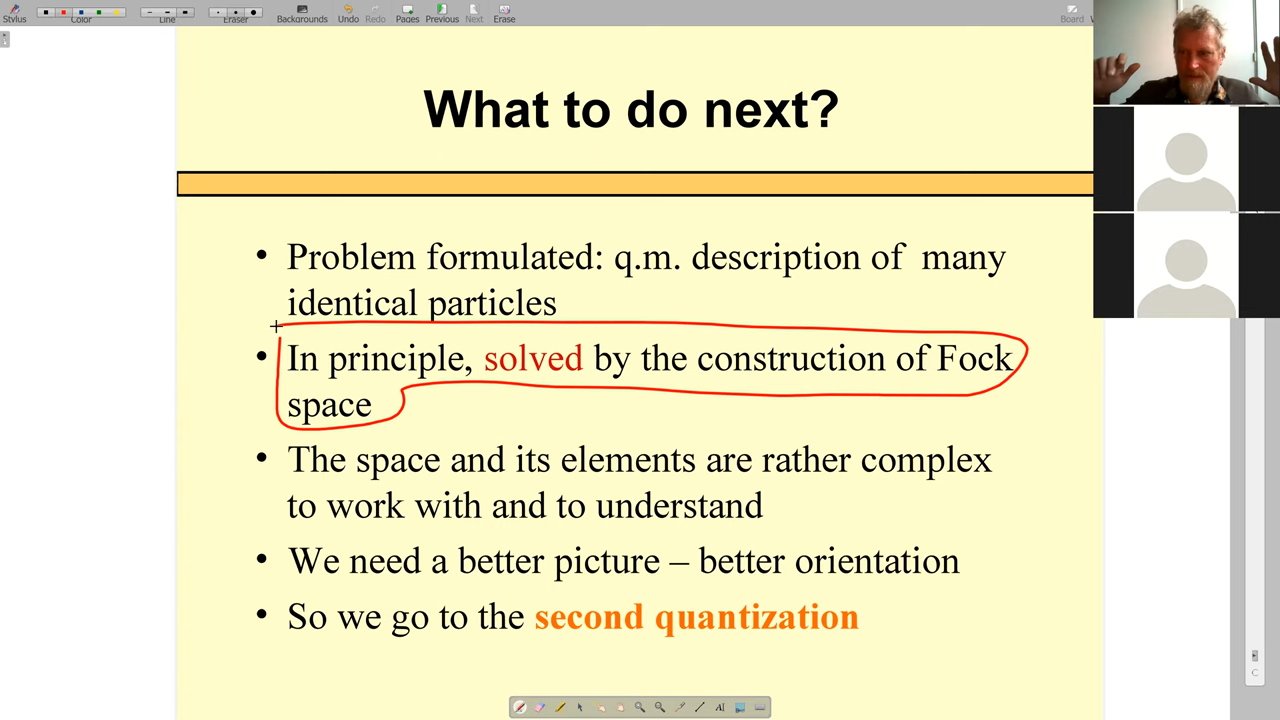 Stylus
Color
Line
Eraser
Backgrounds
Undo
Redo
Pages
Previous
Next
Erase
Board
What to do next?
• Problem formulated: q.m. description of many
identical particles
• In principle, solved by the construction of Fock
space
• The space and its elements are rather complex
to work with and to understand
• We need a better picture – better orientation
• So we go to the second quantization